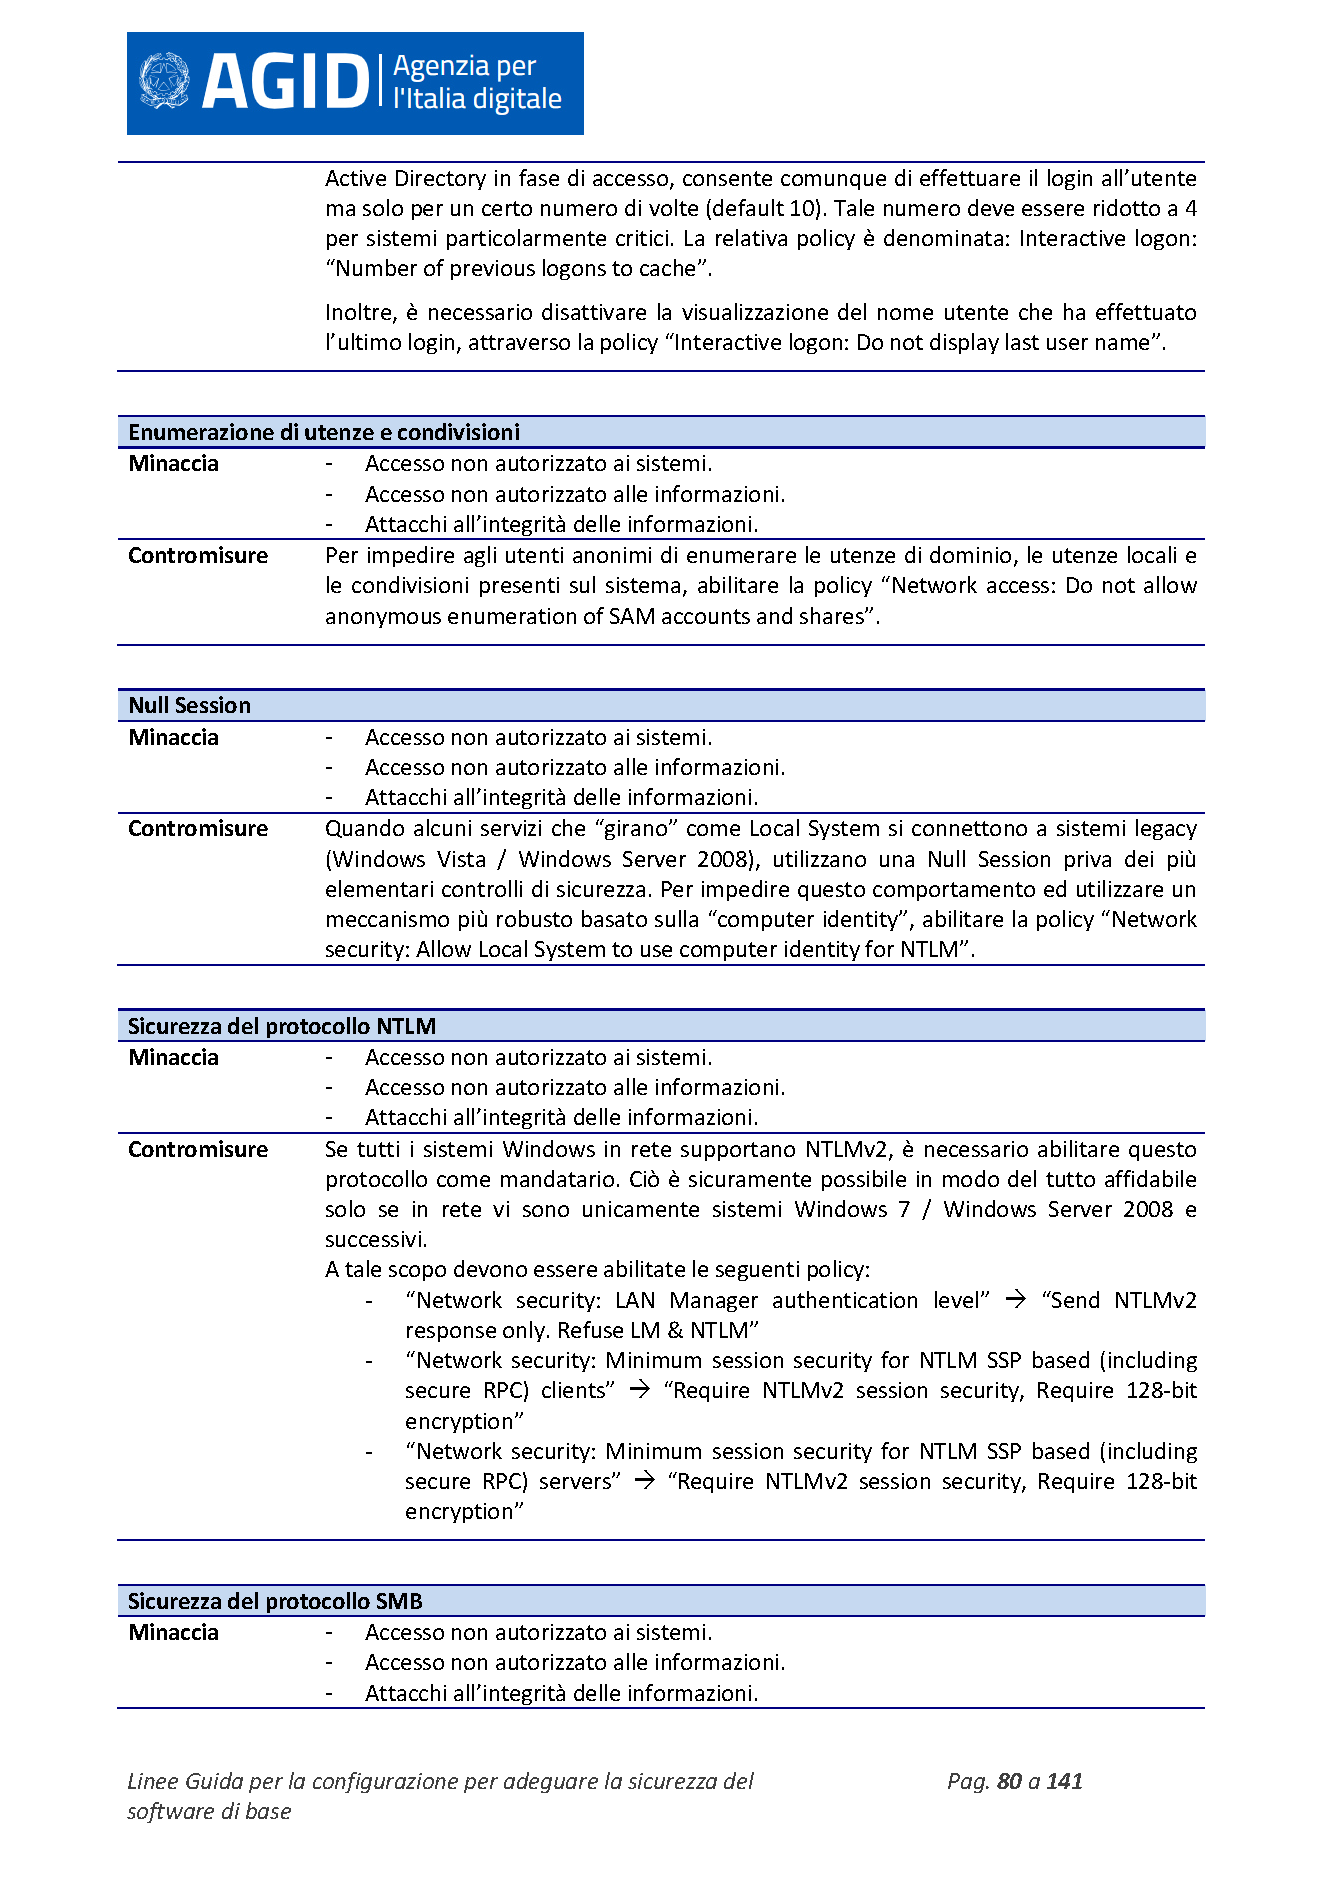 AGID Agenzia per
l'Italia digitale
Active Directory in fase di accesso, consente comunque di effettuare il login all’utente
ma solo per un certo numero di volte (default 10). Tale numero deve essere ridotto a 4
per sistemi particolarmente critici. La relativa policy è denominata: Interactive logon:
“Number of previous logons to cache”.
Inoltre, è necessario disattivare la visualizzazione del nome utente che ha effettuato
l’ultimo login, attraverso la policy “Interactive logon: Do not display last user name”.
Enumerazione di utenze e condivisioni
Minaccia - Accesso non autorizzato ai sistemi.
- Accesso non autorizzato alle informazioni.
- Attacchi all’integrità delle informazioni.
Contromisure Per impedire agli utenti anonimi di enumerare le utenze di dominio, le utenze locali e
le condivisioni presenti sul sistema, abilitare la policy “Network access: Do not allow
anonymous enumeration of SAM accounts and shares”.
Null Session
Minaccia - Accesso non autorizzato ai sistemi.
- Accesso non autorizzato alle informazioni.
- Attacchi all’integrità delle informazioni.
Contromisure Quando alcuni servizi che “girano” come Local System si connettono a sistemi legacy
(Windows Vista / Windows Server 2008), utilizzano una Null Session priva dei più
elementari controlli di sicurezza. Per impedire questo comportamento ed utilizzare un
meccanismo più robusto basato sulla “computer identity”, abilitare la policy “Network
security: Allow Local System to use computer identity for NTLM”.
Sicurezza del protocollo NTLM
Minaccia - Accesso non autorizzato ai sistemi.
- Accesso non autorizzato alle informazioni.
- Attacchi all’integrità delle informazioni.
Contromisure Se tutti i sistemi Windows in rete supportano NTLMv2, è necessario abilitare questo
protocollo come mandatario. Ciò è sicuramente possibile in modo del tutto affidabile
solo se in rete vi sono unicamente sistemi Windows 7 / Windows Server 2008 e
successivi.
A tale scopo devono essere abilitate le seguenti policy:
- “Network security: LAN Manager authentication level” → “Send NTLMv2
response only. Refuse LM & NTLM”
- “Network security: Minimum session security for NTLM SSP based (including
secure RPC) clients” → “Require NTLMv2 session security, Require 128-bit
encryption”
- “Network security: Minimum session security for NTLM SSP based (including
secure RPC) servers” → “Require NTLMv2 session security, Require 128-bit
encryption”
Sicurezza del protocollo SMB
Minaccia - Accesso non autorizzato ai sistemi.
- Accesso non autorizzato alle informazioni.
- Attacchi all’integrità delle informazioni.
Linee Guida per la configurazione per adeguare la sicurezza del Pag. 80 a 141
software di base